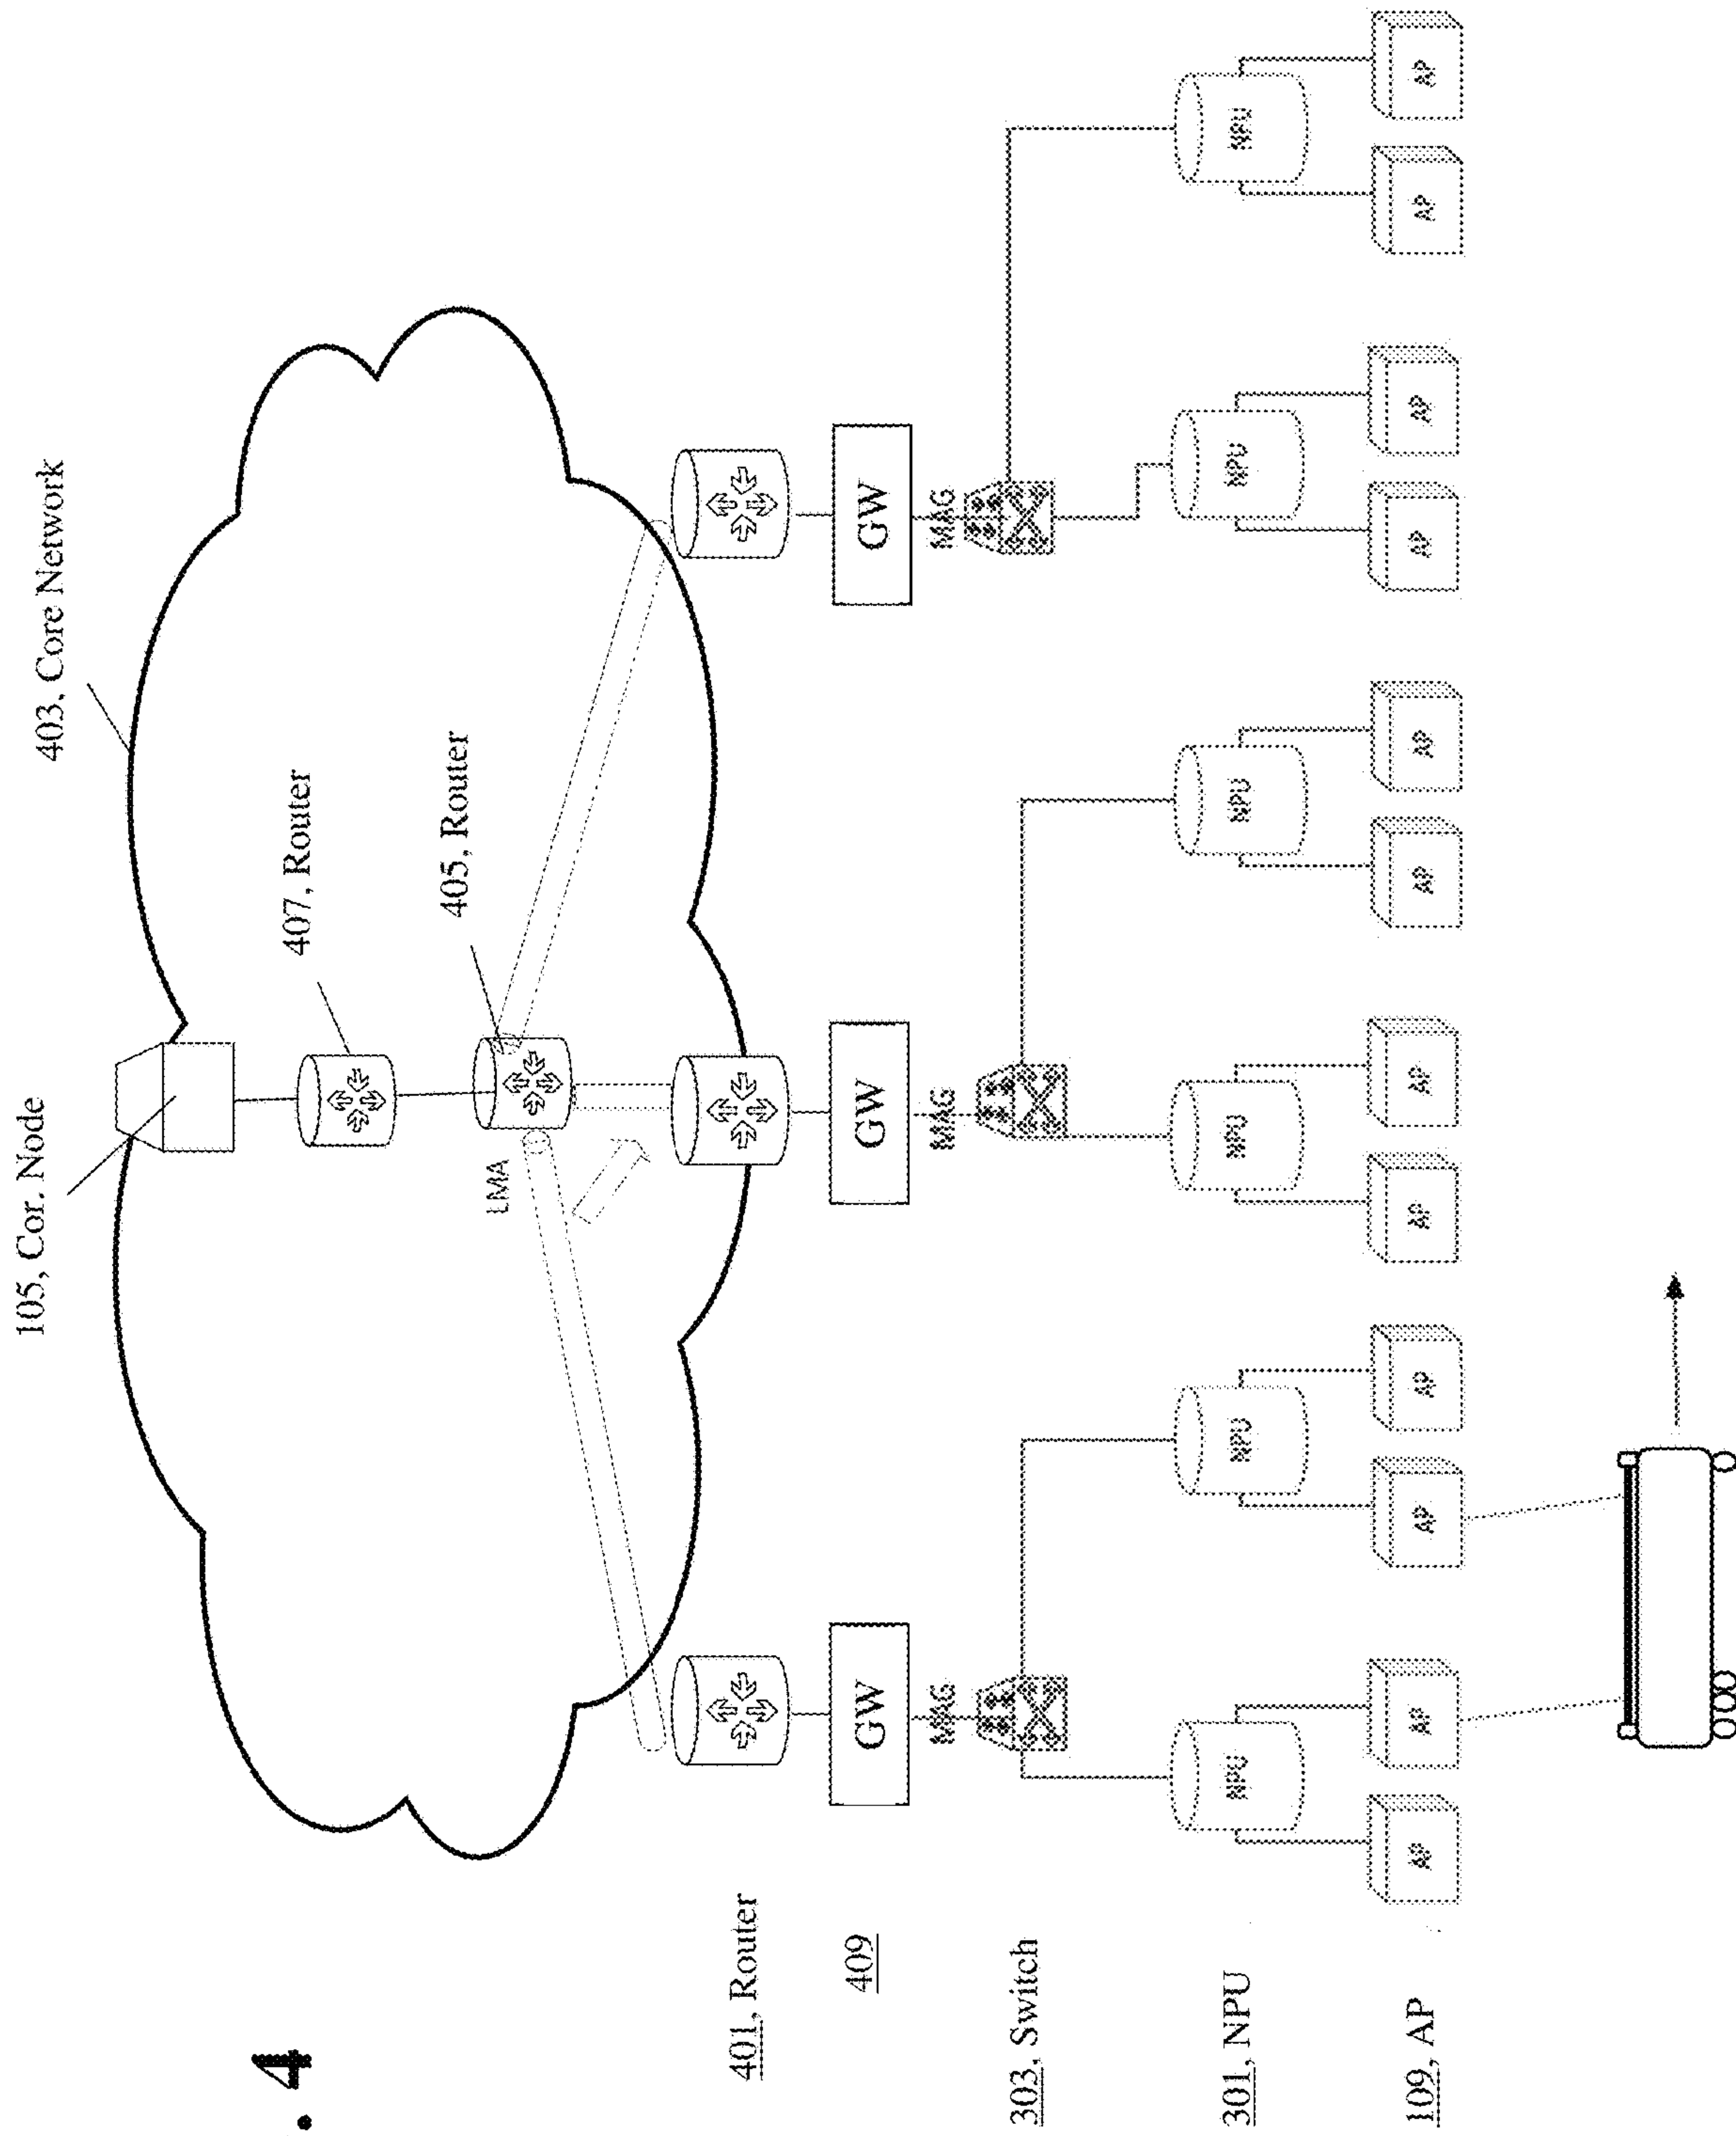 . 4
105, Cor. Node
403, Core Network
407, Router
405, Router
LMA
401, Router
409
GW
GW
GW
MAG
MAG
MAG
303, Switch
301, NPU
NPU
NPU
NPU
NPU
NPU
NPU
109, AP
AP
AP
AP
AP
AP
AP
AP
AP
AP
AP
AP
AP